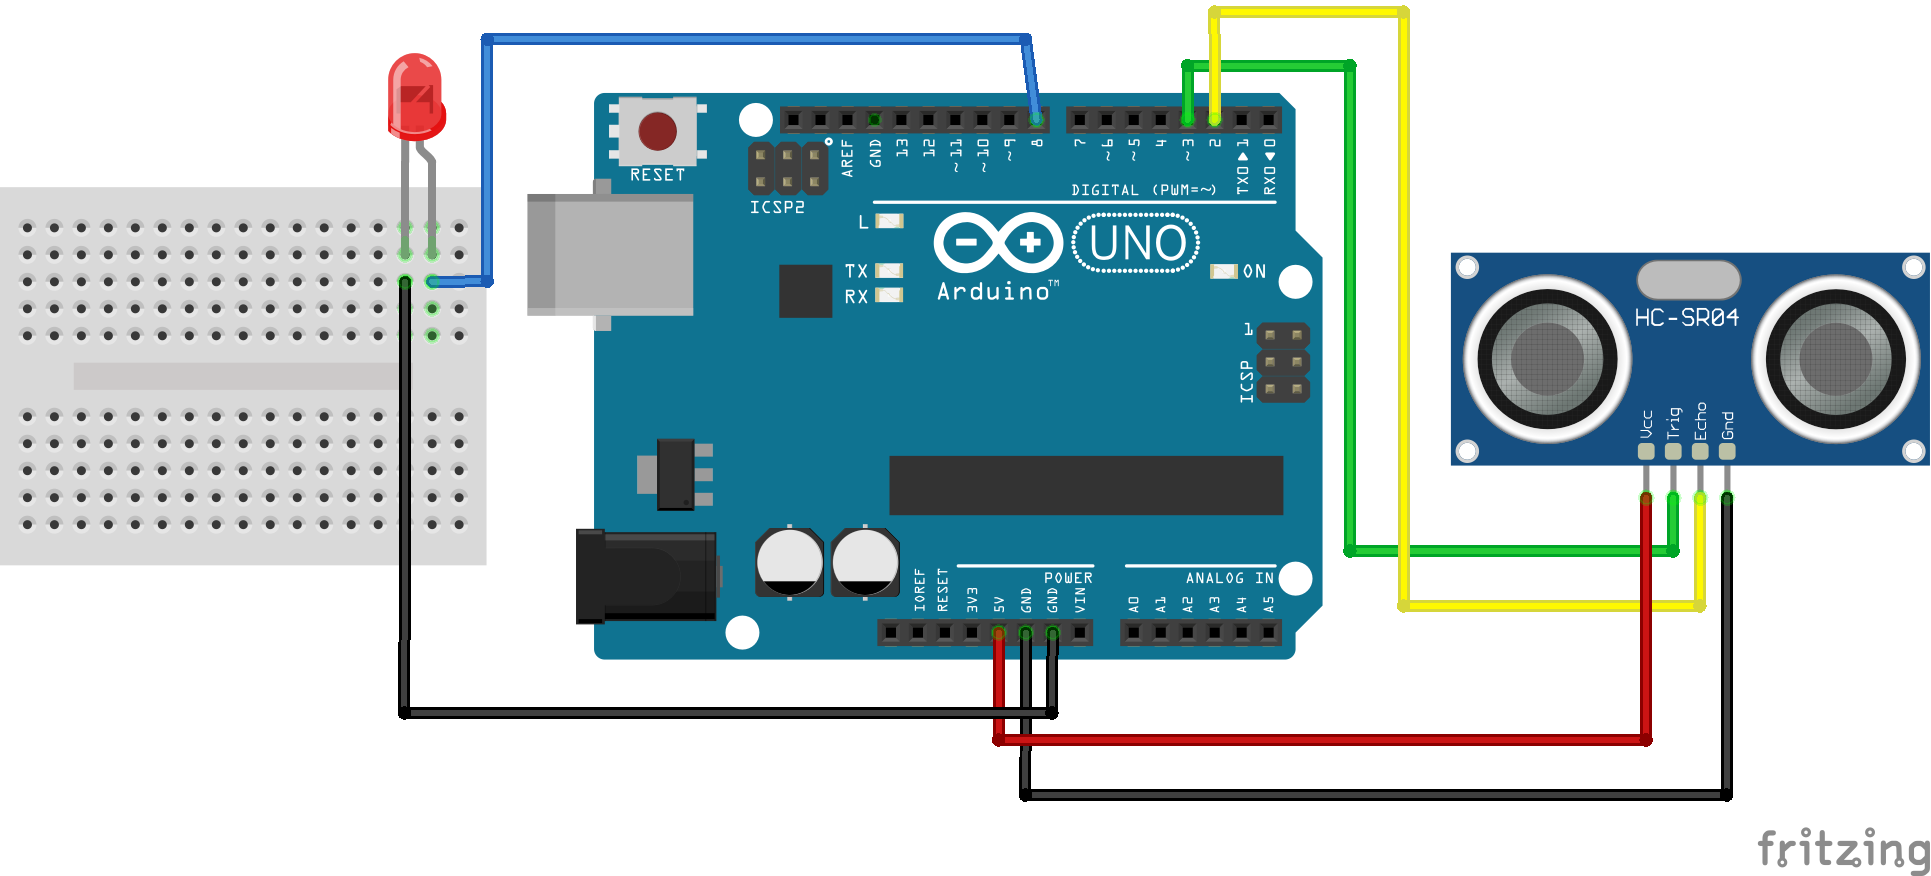 RESET
ICSP2
AREF
GND
13
12
~11
~10
~9
8
7
~6
~5
4
~3
2
TX0▶1
RX0◀0
DIGITAL (PWM=~)
L
TX
RX
UNO
Arduino™
ON
1
ICSP
HC-SR04
Vcc
Trig
Echo
Gnd
POWER
ANALOG IN
IOREF
RESET
3V3
5V
GND
GND
VIN
A0
A1
A2
A3
A4
A5
fritzing